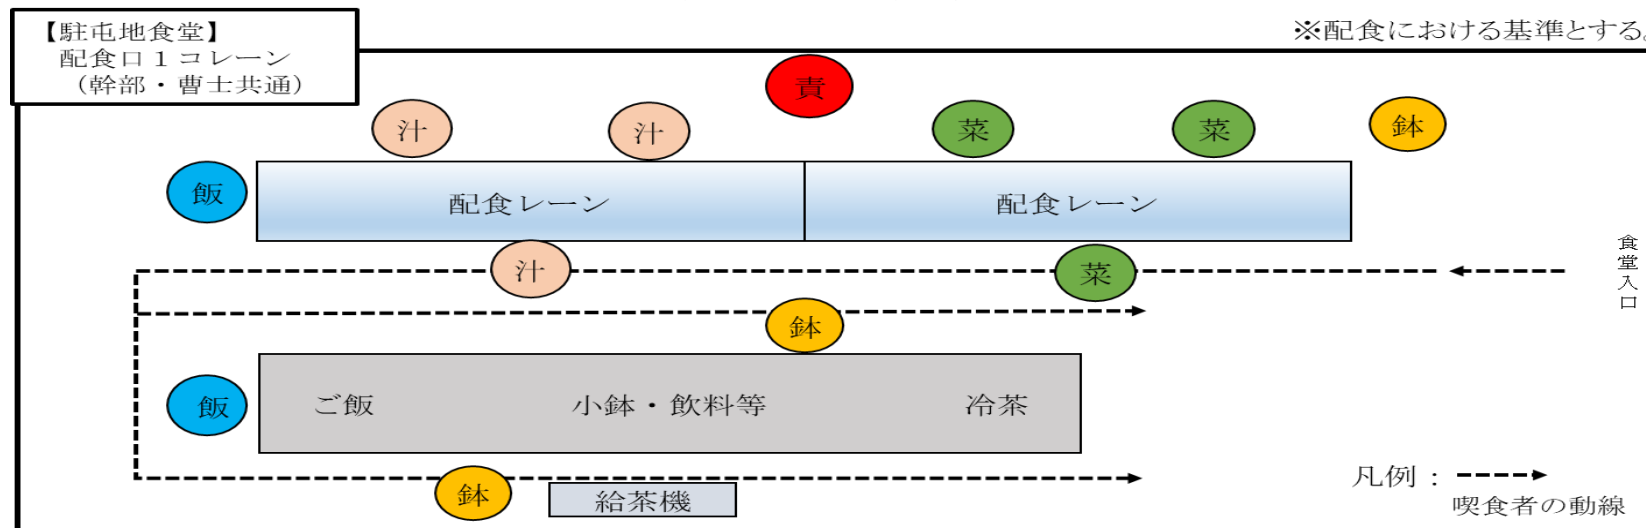 【駐屯地食堂】
配食口１コレーン
（幹部・曹士共通）
※配食における基準とする。
責
汁
汁
菜
菜
鉢
飯
配食レーン
配食レーン
汁
菜
食堂入口
鉢
飯
ご飯
小鉢・飲料等
冷茶
鉢
給茶機
凡例：
喫食者の動線